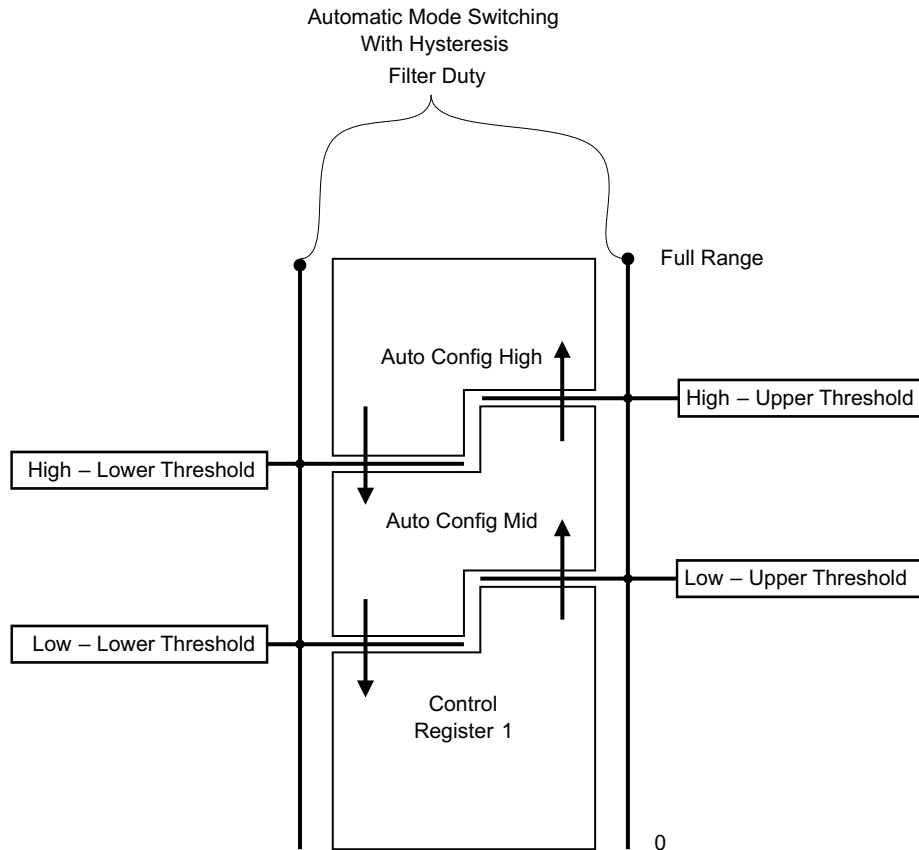 Automatic Mode Switching
With Hysteresis
Filter Duty
Full Range
Auto Config High
High – Upper Threshold
High – Lower Threshold
Auto Config Mid
Low – Upper Threshold
Low – Lower Threshold
Control
Register 1
0